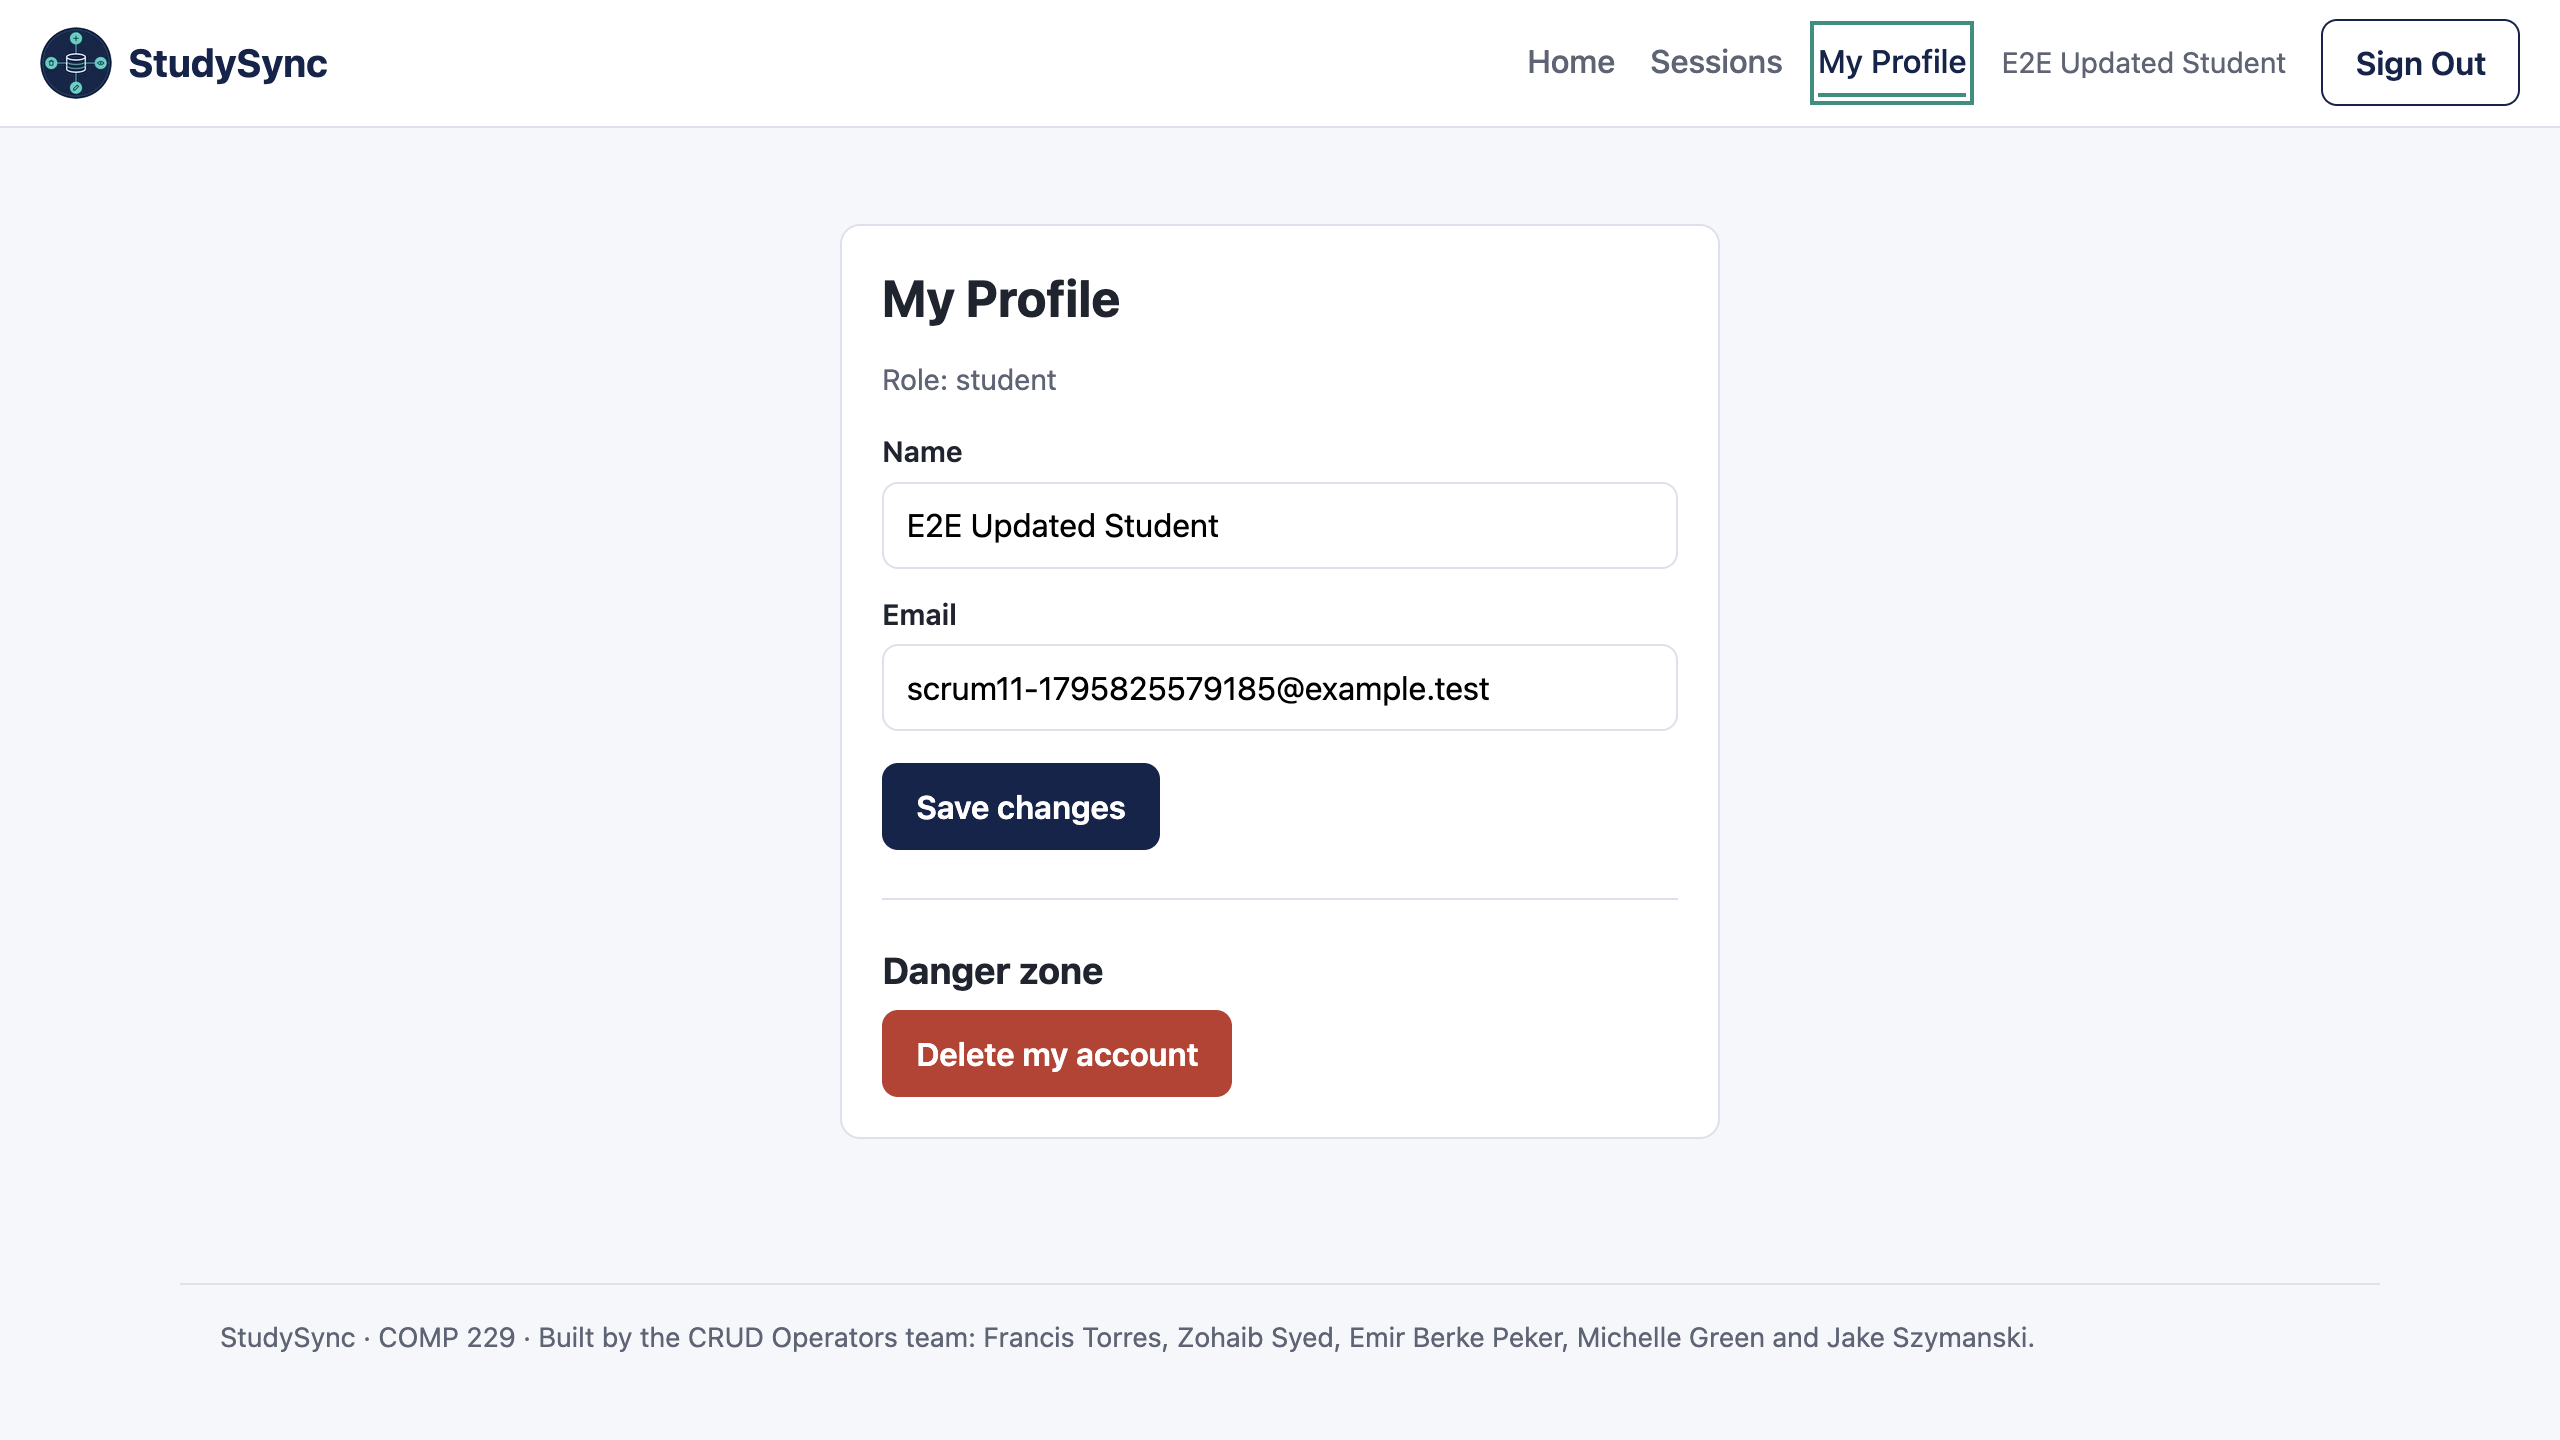 StudySync
Home Sessions My Profile E2E Updated Student Sign Out
My Profile
Role: student
Name
E2E Updated Student
Email
scrum11-1795825579185@example.test
Save changes
Danger zone
Delete my account
StudySync · COMP 229 · Built by the CRUD Operators team: Francis Torres, Zohaib Syed, Emir Berke Peker, Michelle Green and Jake Szymanski.